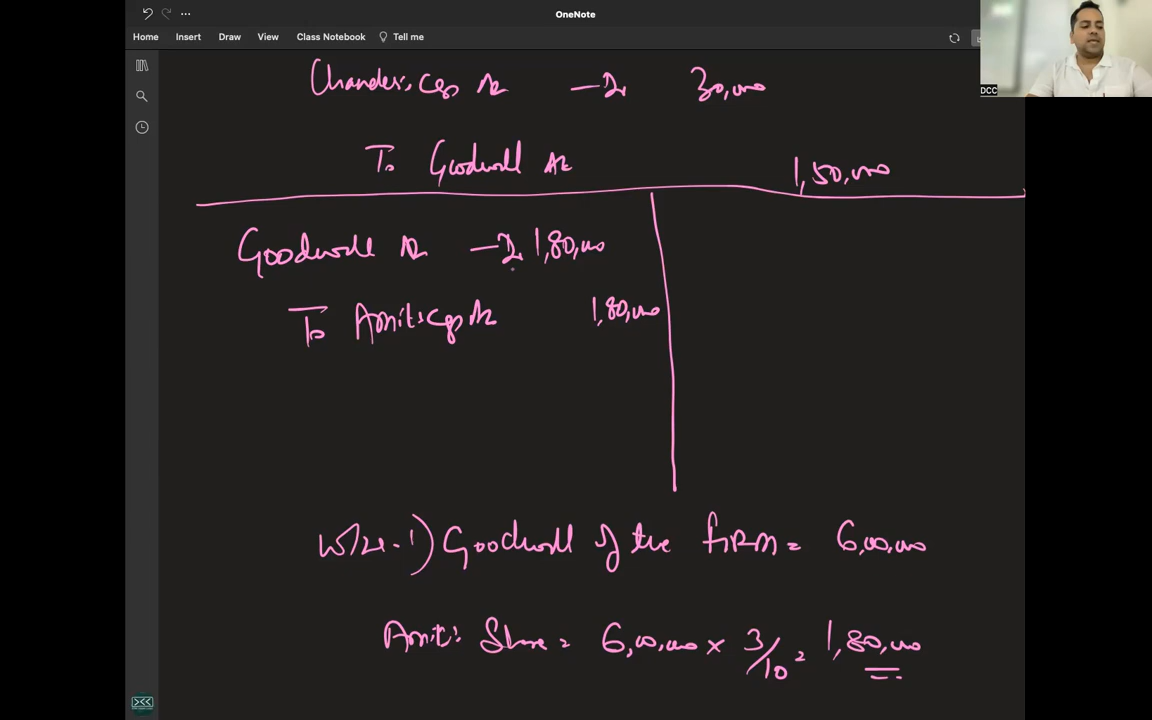 OneNote
Home Insert Draw View Class Notebook Tell me
DCC
Chander's cap A/c —Dr 30,000
To Goodwill A/c 1,50,000
Goodwill A/c —Dr 1,80,000
To Amit's cap A/c 1,80,000
1) Goodwill of the firm = 6,00,000
Amit's Share = 6,00,000 × 3/10 = 1,80,000